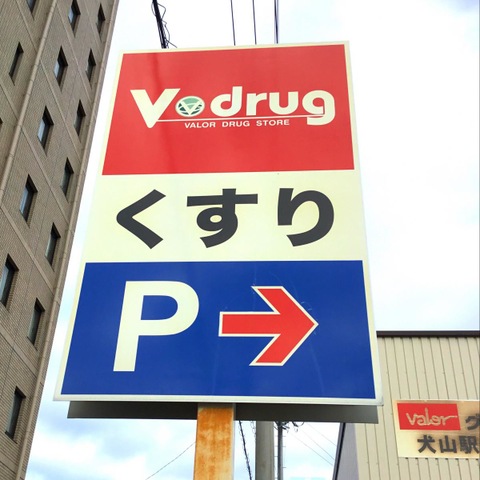 V drug
VALOR DRUG STORE
くすり
P
valor
犬山駅